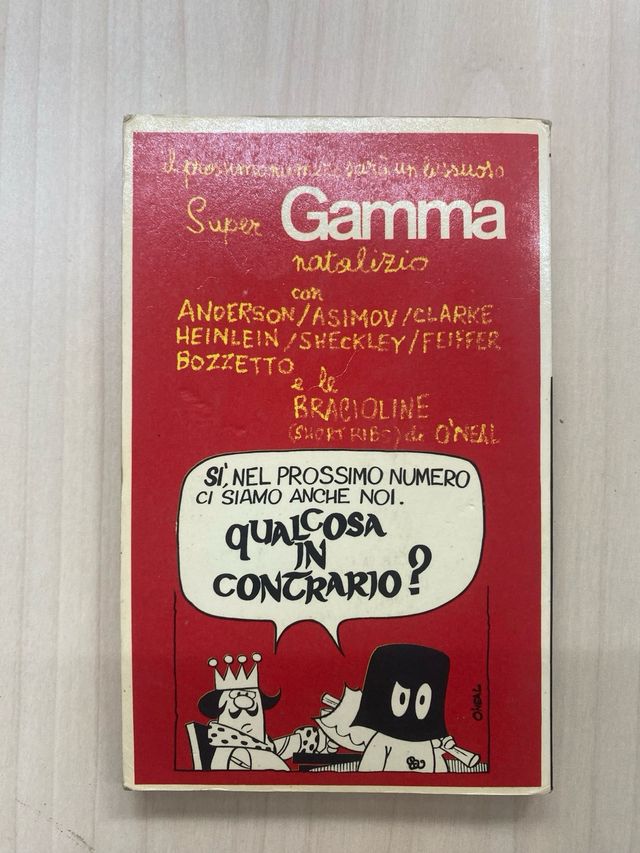 il prossimo numero sarà un lussuoso
Super Gamma
natalizio
con
ANDERSON/ASIMOV/CLARKE
HEINLEIN/SHECKLEY/FEIFFER
BOZZETTO
e le
BRACIOLINE
(SHORT RIBS) di O'NEAL
SÌ, NEL PROSSIMO NUMERO
CI SIAMO ANCHE NOI.
QUALCOSA
IN
CONTRARIO?
O'NEAL